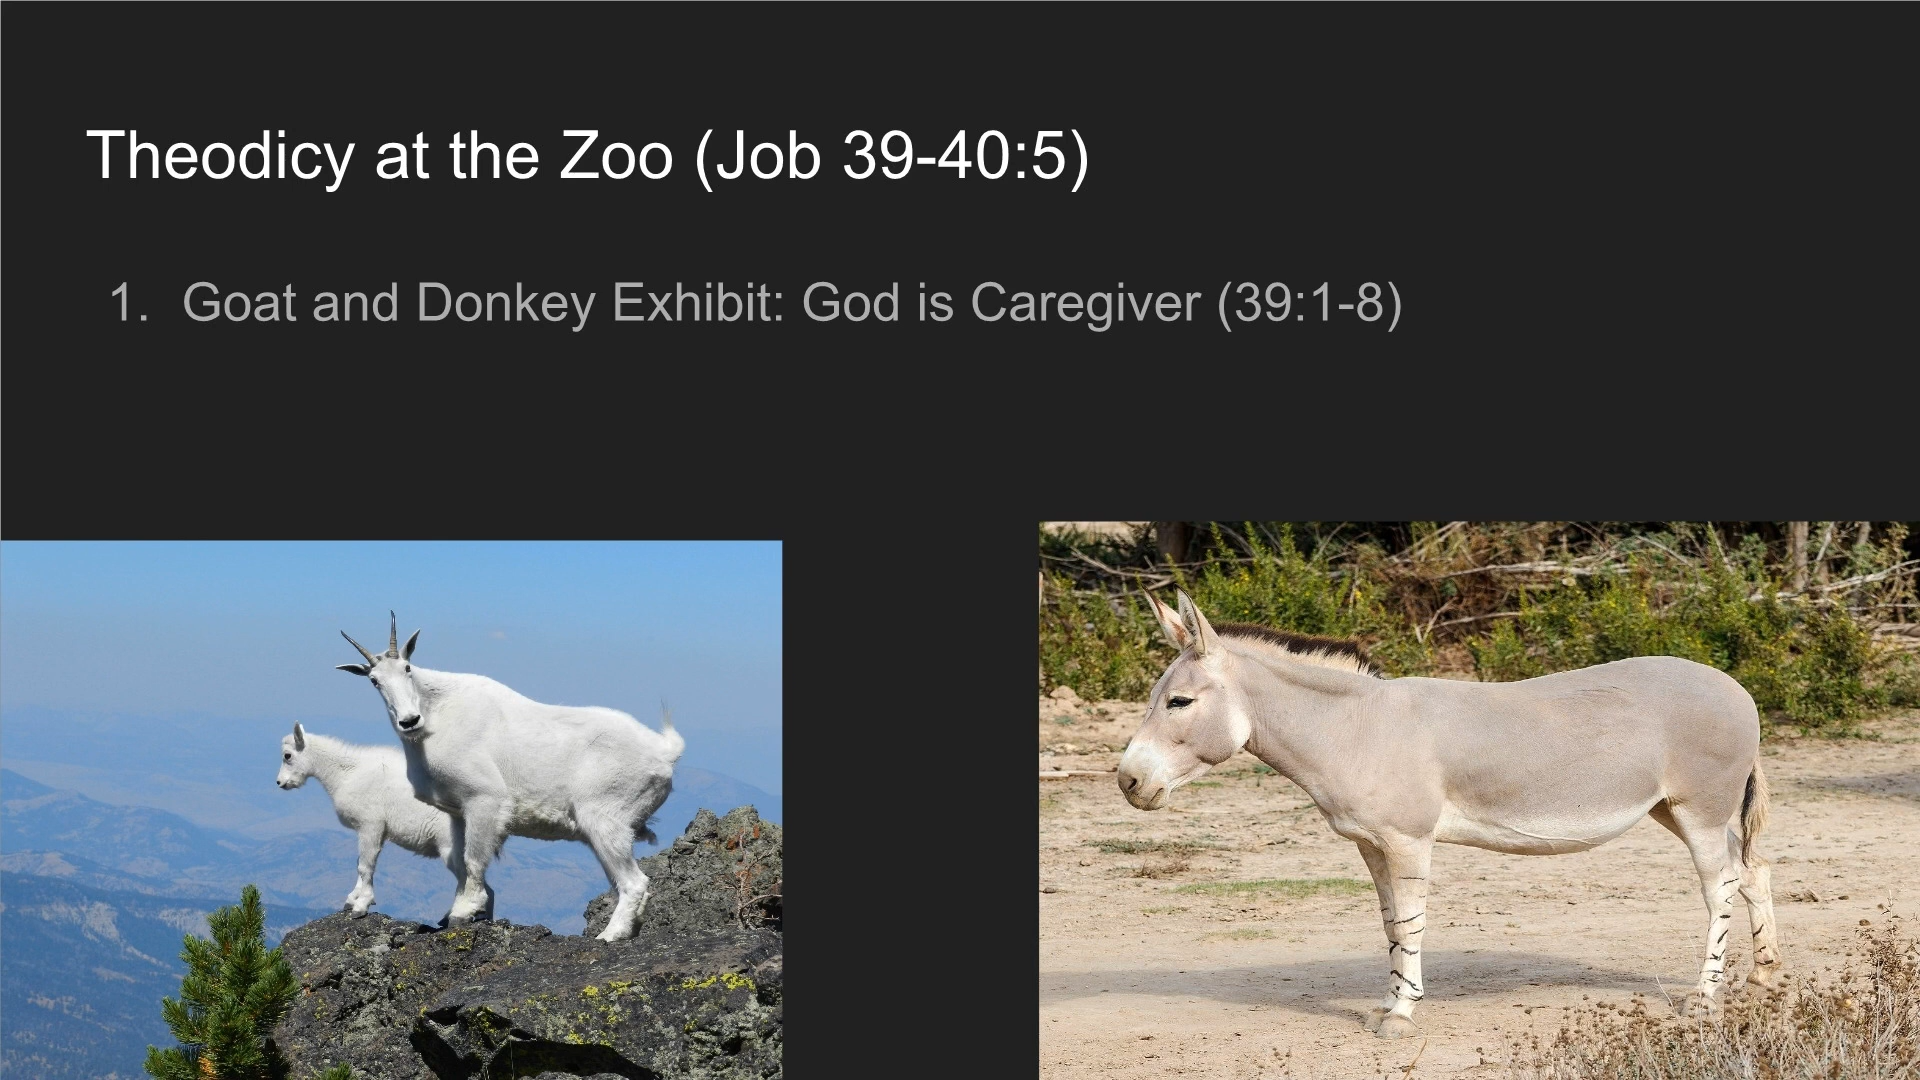 Theodicy at the Zoo (Job 39-40:5)
1. Goat and Donkey Exhibit: God is Caregiver (39:1-8)